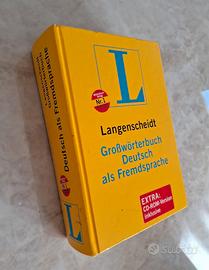 L
Langenscheidt
Großwörterbuch
Deutsch
als Fremdsprache
EXTRA:
CD-ROM-Version
inklusive
Deutsch als Fremdsprache
L
Subito